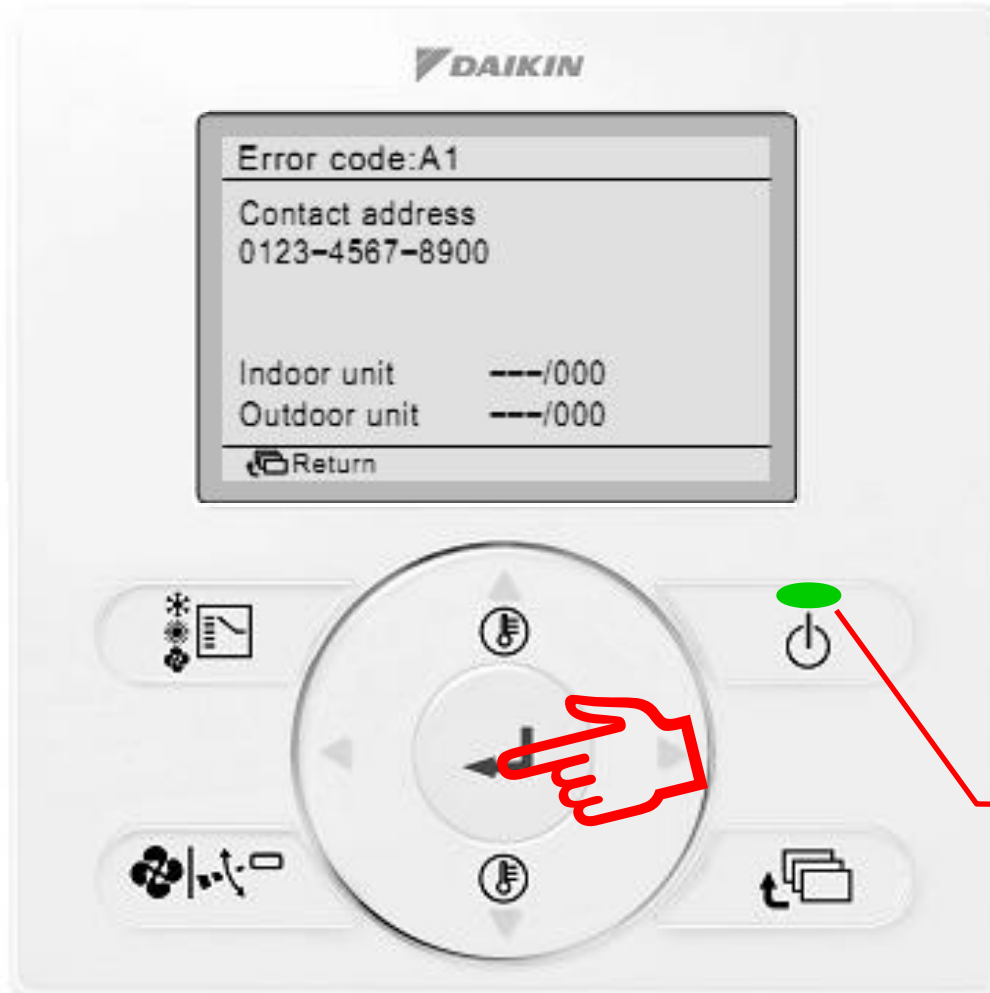 DAIKIN
Error code:A1
Contact address
0123-4567-8900
Indoor unit ---/000
Outdoor unit ---/000
Return